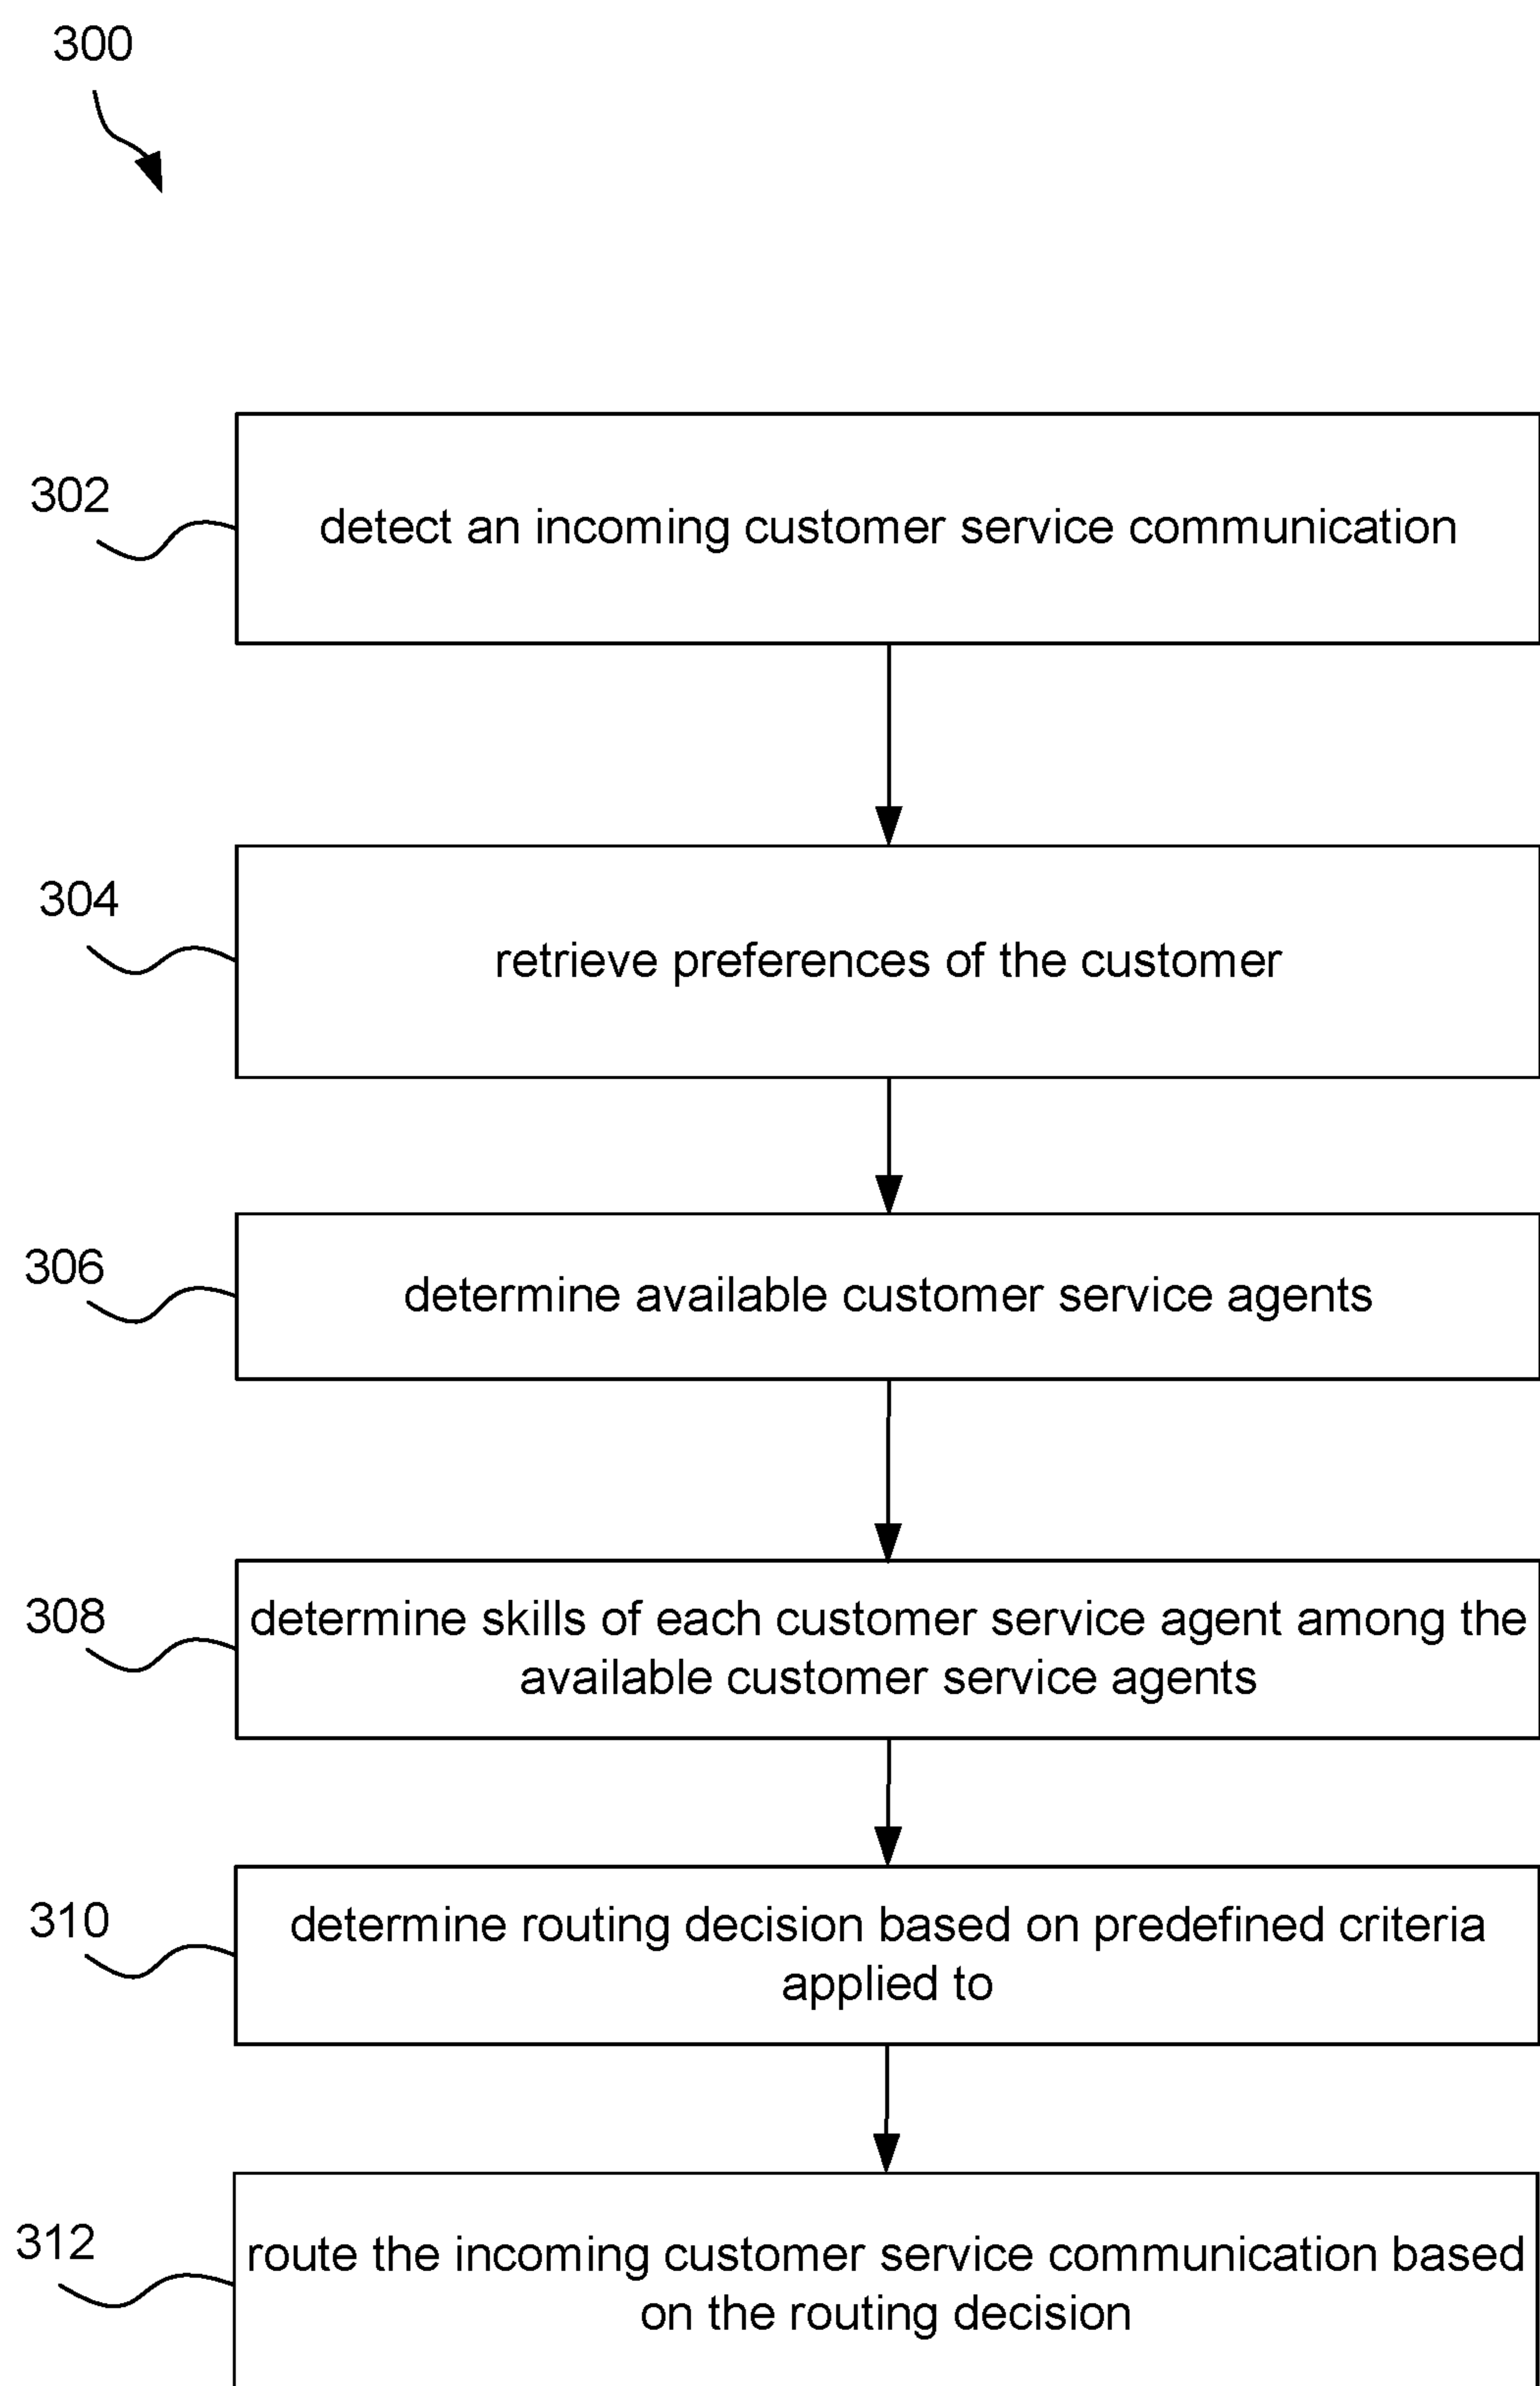 300
302
detect an incoming customer service communication
304
retrieve preferences of the customer
306
determine available customer service agents
308
determine skills of each customer service agent among the
available customer service agents
310
determine routing decision based on predefined criteria
applied to
312
route the incoming customer service communication based
on the routing decision